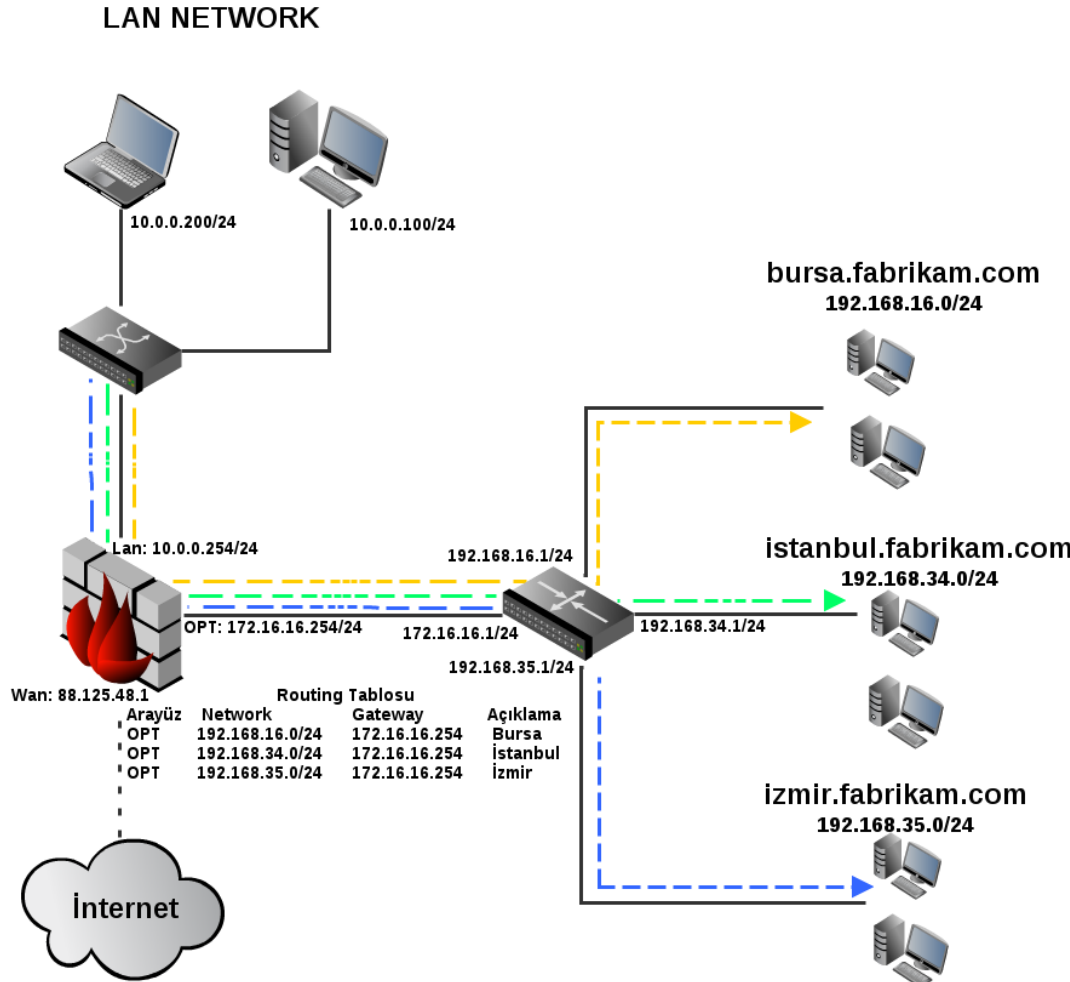 LAN NETWORK
10.0.0.200/24
10.0.0.100/24
bursa.fabrikam.com
192.168.16.0/24
Lan: 10.0.0.254/24
192.168.16.1/24
istanbul.fabrikam.com
192.168.34.0/24
OPT: 172.16.16.254/24
172.16.16.1/24
192.168.34.1/24
192.168.35.1/24
Wan: 88.125.48.1
Routing Tablosu
Arayüz Network Gateway Açıklama
OPT 192.168.16.0/24 172.16.16.254 Bursa
OPT 192.168.34.0/24 172.16.16.254 İstanbul
OPT 192.168.35.0/24 172.16.16.254 İzmir
izmir.fabrikam.com
192.168.35.0/24
İnternet